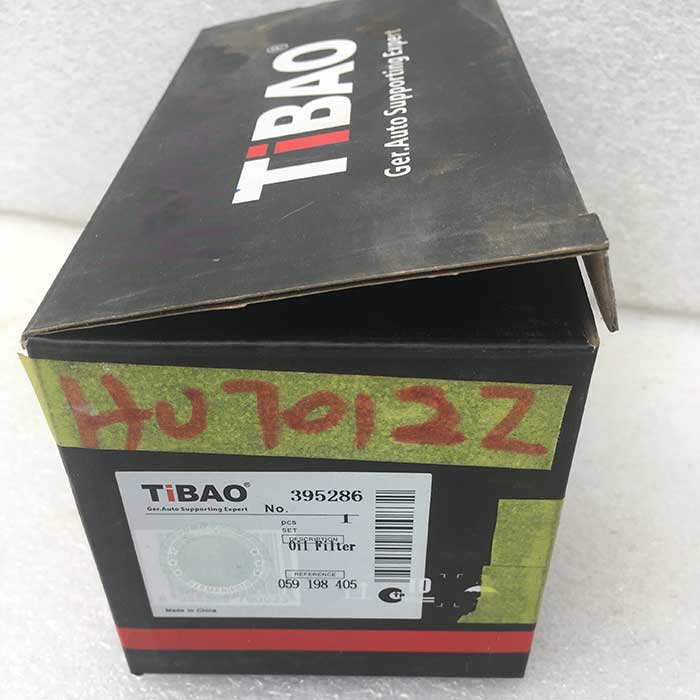 TiBAO®
Ger.Auto Supporting Expert
HU7012Z
TiBAO®
Ger.Auto Supporting Expert
No. 395286
pcs 1
SET
DESCRIPTION
Oil Filter
REFERENCE
059 198 405
Made in China